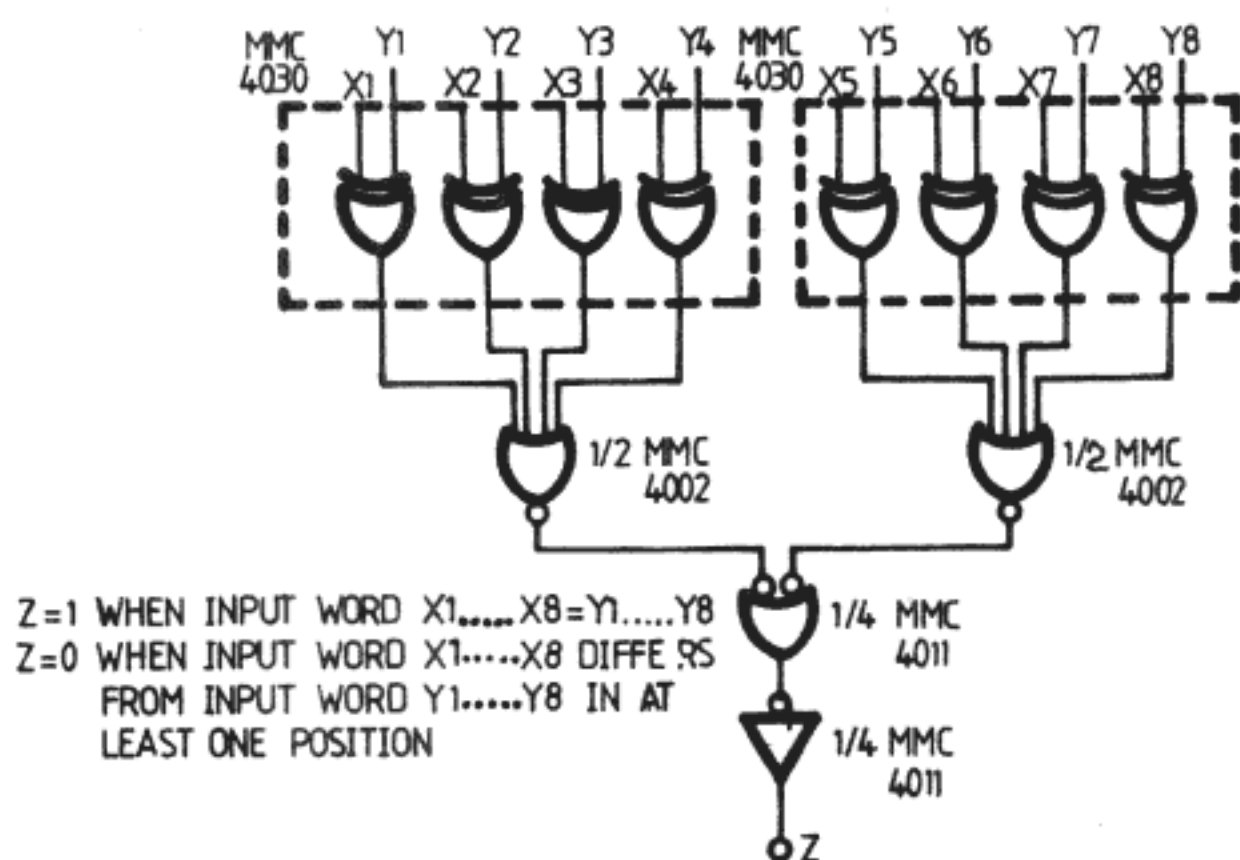 MMC 4030
Y1 Y2 Y3 Y4
X1 X2 X3 X4
MMC 4030
Y5 Y6 Y7 Y8
X5 X6 X7 X8
1/2 MMC
4002
1/2 MMC
4002
Z=1 WHEN INPUT WORD X1.....X8=Y1.....Y8
Z=0 WHEN INPUT WORD X1.....X8 DIFFERS
FROM INPUT WORD Y1.....Y8 IN AT
LEAST ONE POSITION
1/4 MMC
4011
1/4 MMC
4011
Z